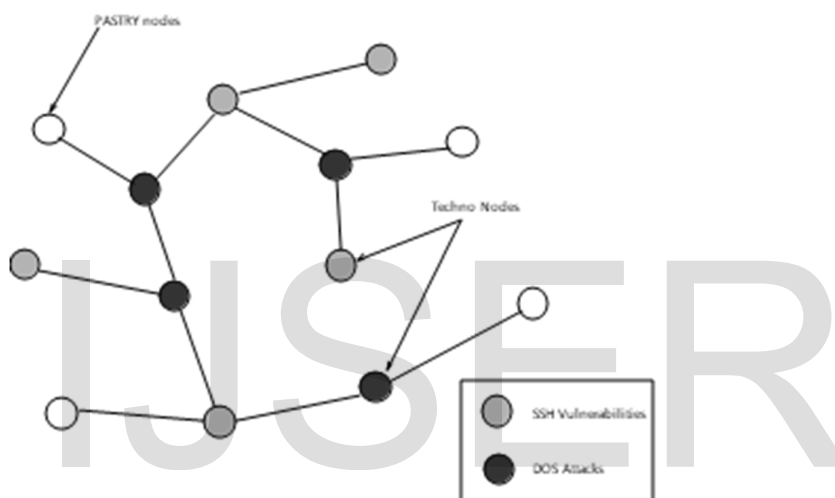 PASTRY nodes
Techno Nodes
IJSER
SSH Vulnerabilities
DOS Attacks